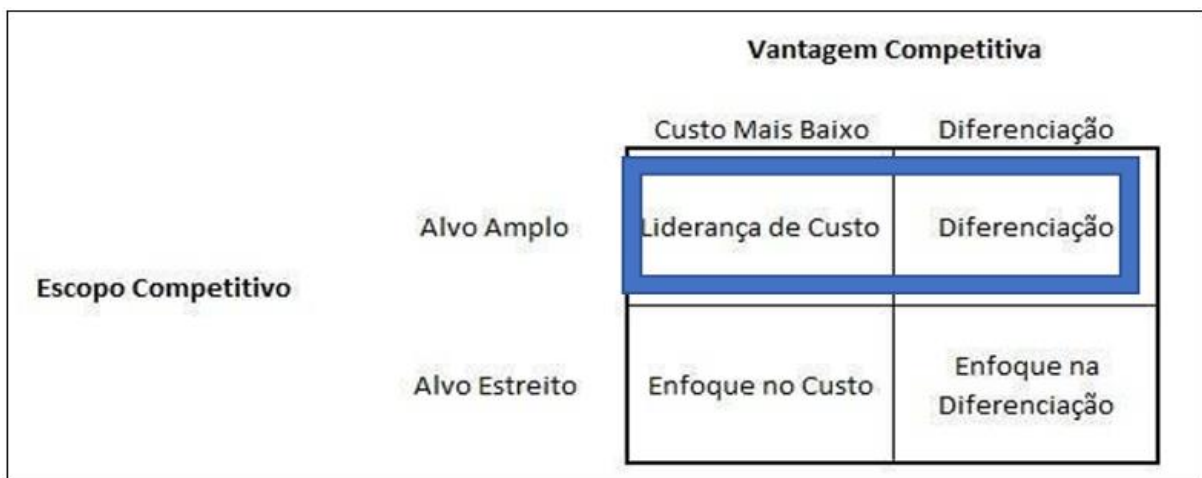 Vantagem Competitiva
Custo Mais Baixo Diferenciação
Alvo Amplo Liderança de Custo Diferenciação
Escopo Competitivo
Alvo Estreito Enfoque no Custo Enfoque na
Diferenciação